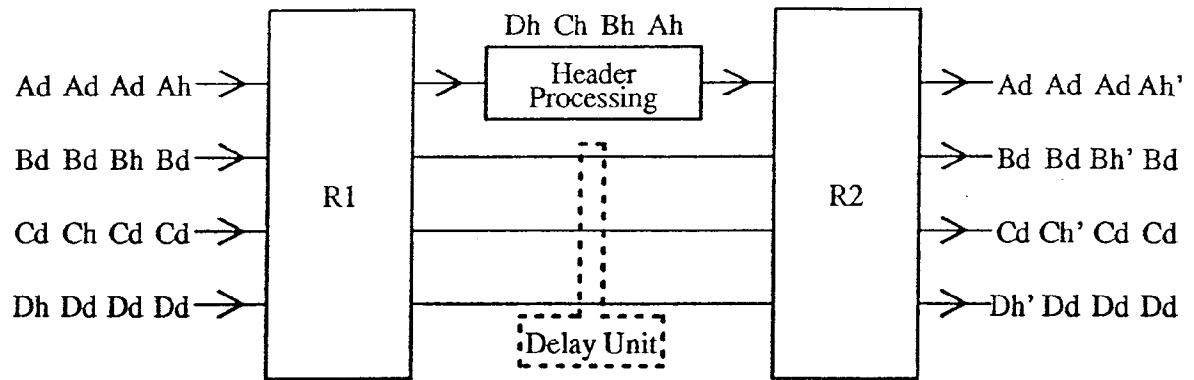 Dh Ch Bh Ah
Header
Processing
Ad Ad Ad Ah
Ad Ad Ad Ah'
Bd Bd Bh Bd
Bd Bd Bh' Bd
R1
R2
Cd Ch Cd Cd
Cd Ch' Cd Cd
Dh Dd Dd Dd
Dh' Dd Dd Dd
Delay Unit